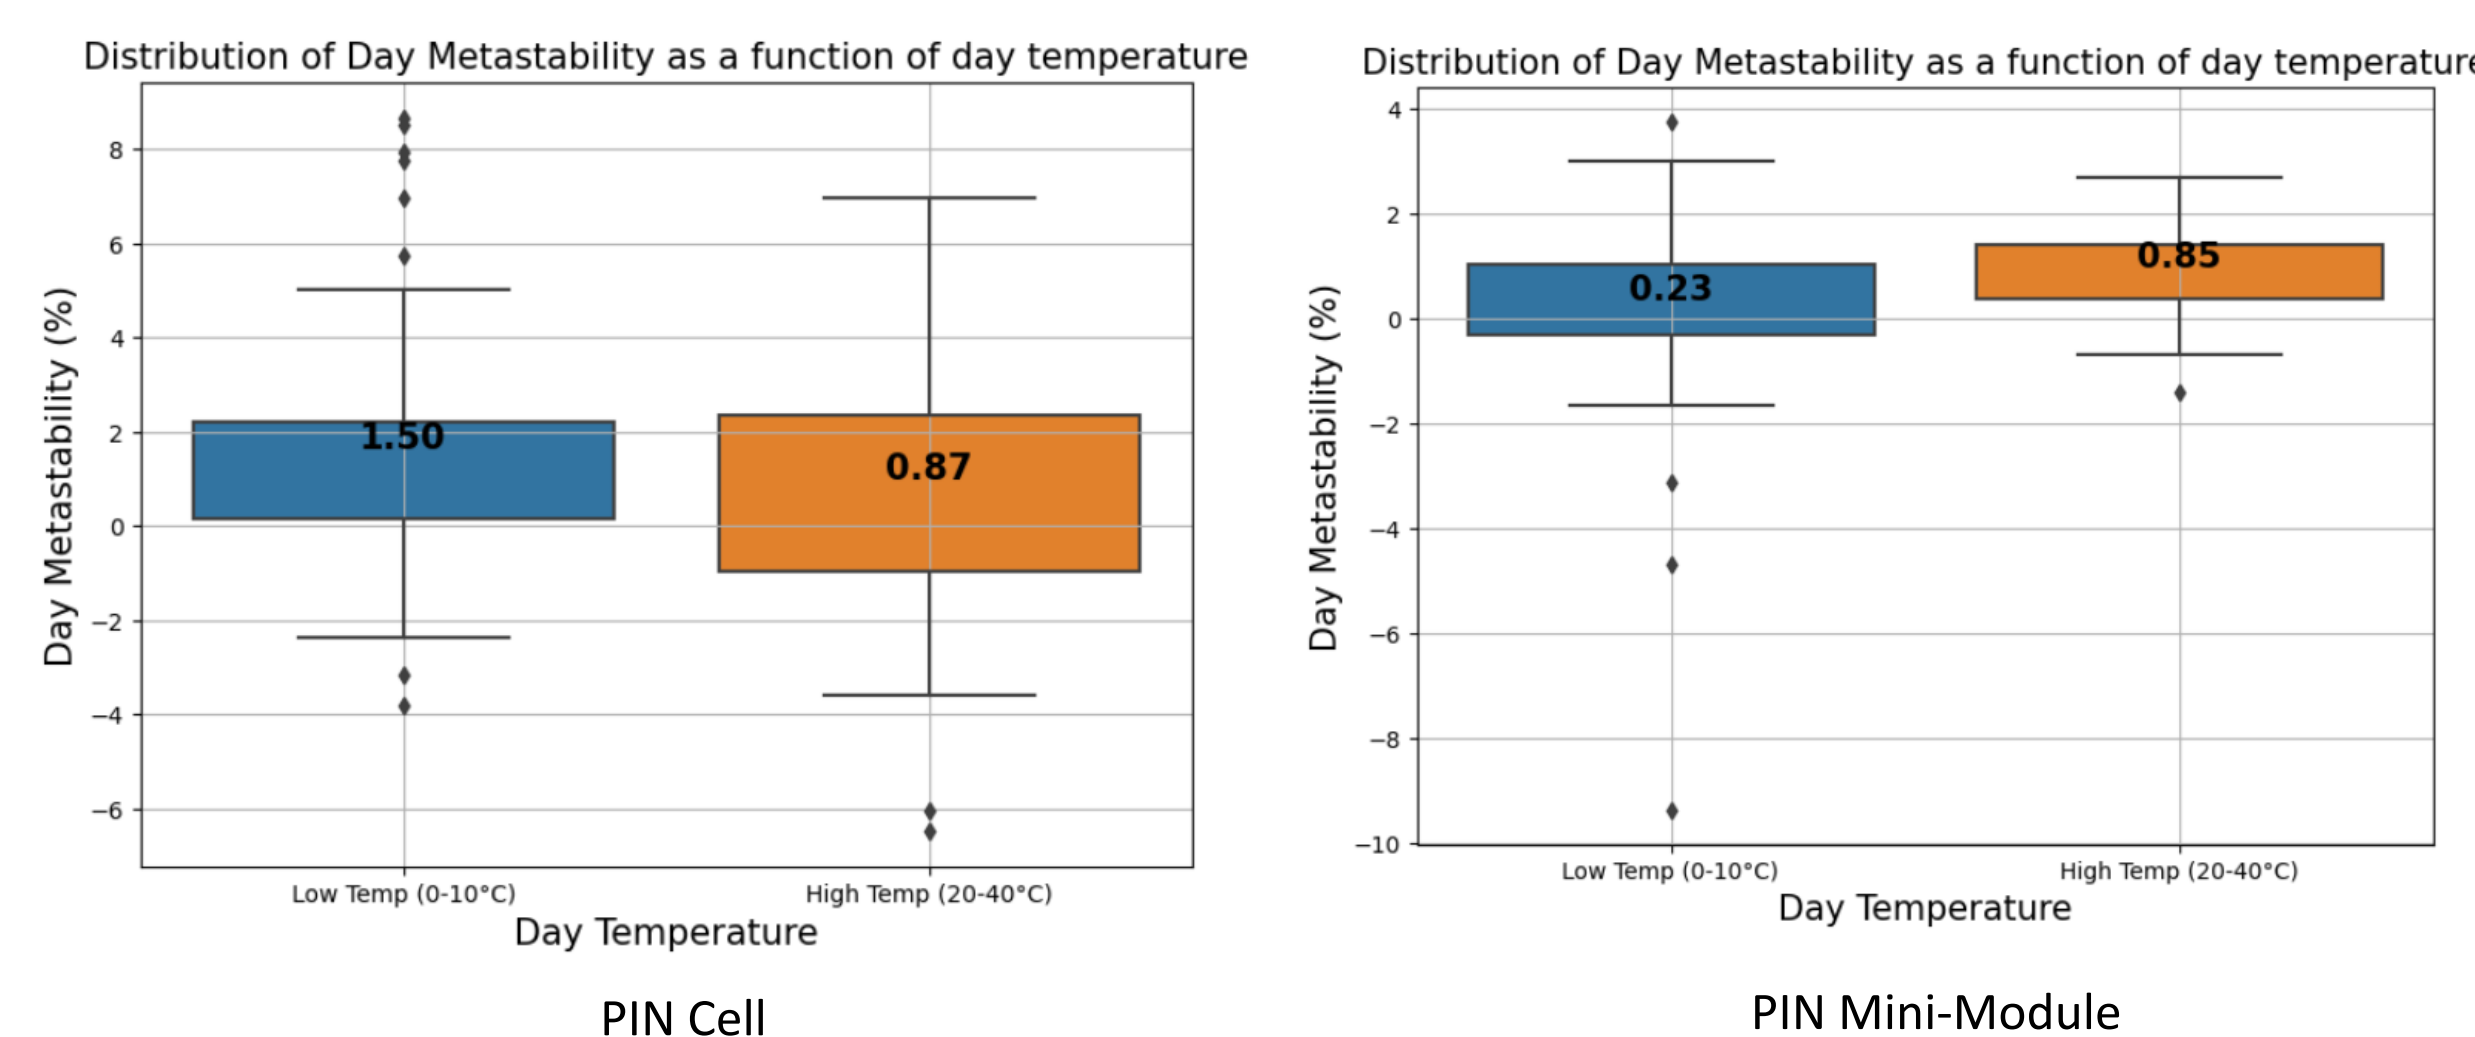 Distribution of Day Metastability as a function of day temperature
Day Metastability (%)
8
6
4
2
0
−2
−4
−6
1.50
0.87
Low Temp (0-10°C)
High Temp (20-40°C)
Day Temperature
PIN Cell
Distribution of Day Metastability as a function of day temperature
Day Metastability (%)
4
2
0
−2
−4
−6
−8
−10
0.23
0.85
Low Temp (0-10°C)
High Temp (20-40°C)
Day Temperature
PIN Mini-Module